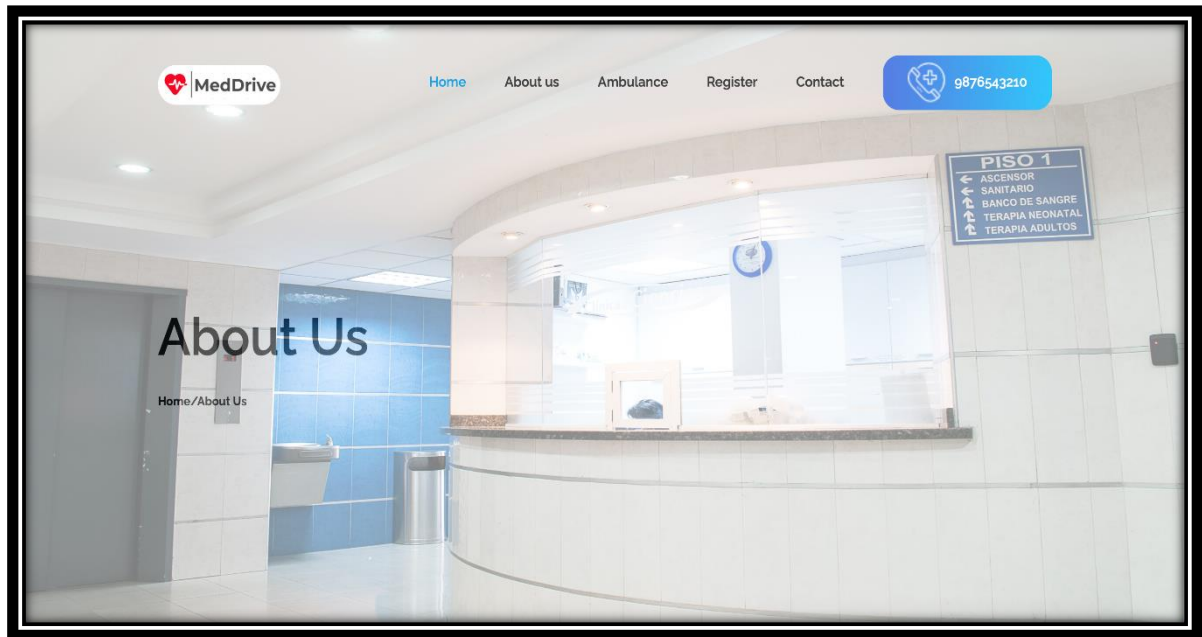 MedDrive
Home About us Ambulance Register Contact 9876543210
PISO 1
ASCENSOR
SANITARIO
BANCO DE SANGRE
TERAPIA NEONATAL
TERAPIA ADULTOS
About Us
Home/About Us